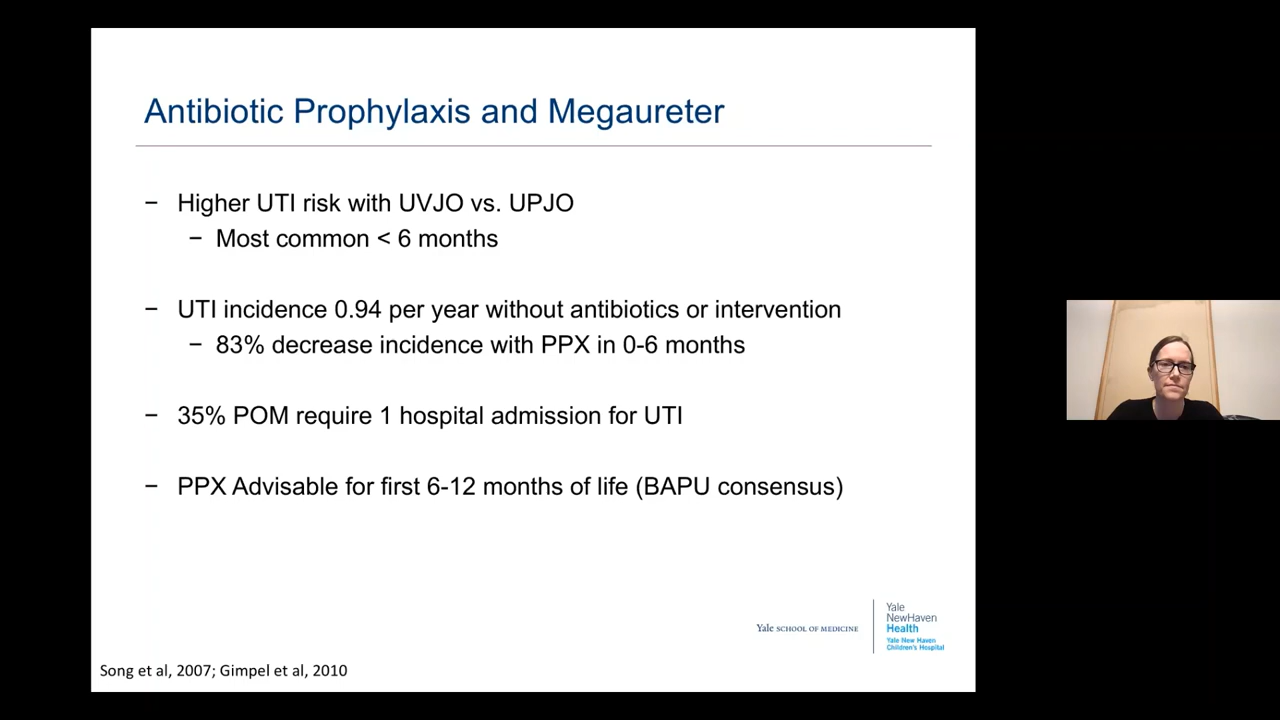 Antibiotic Prophylaxis and Megaureter
− Higher UTI risk with UVJO vs. UPJO
− Most common < 6 months
− UTI incidence 0.94 per year without antibiotics or intervention
− 83% decrease incidence with PPX in 0-6 months
− 35% POM require 1 hospital admission for UTI
− PPX Advisable for first 6-12 months of life (BAPU consensus)
Yale SCHOOL OF MEDICINE
Yale
NewHaven
Health
Yale New Haven
Children's Hospital
Song et al, 2007; Gimpel et al, 2010